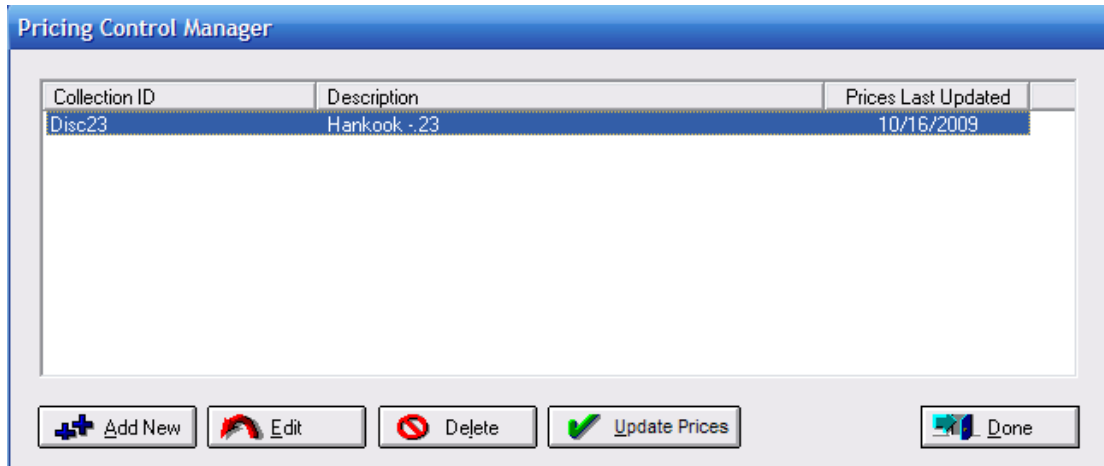 Pricing Control Manager
Collection ID Description Prices Last Updated
Disc23 Hankook -.23 10/16/2009
Add New Edit Delete Update Prices Done